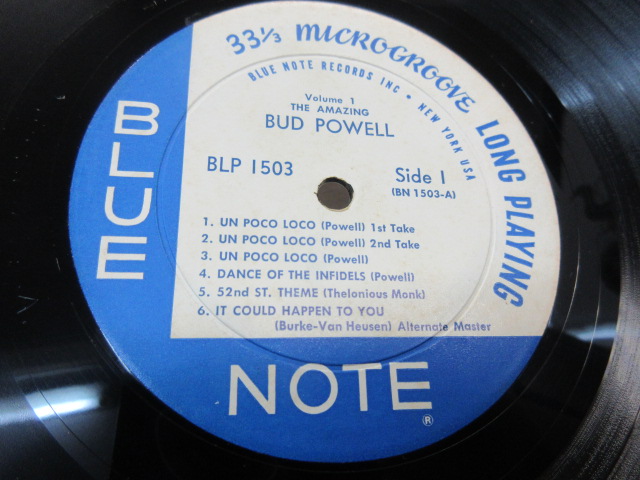 33⅓ MICROGROOVE LONG PLAYING
BLUE NOTE RECORDS INC • NEW YORK USA
Volume 1
THE AMAZING
BUD POWELL
BLP 1503
Side 1
(BN 1503-A)
1. UN POCO LOCO (Powell) 1st Take
2. UN POCO LOCO (Powell) 2nd Take
3. UN POCO LOCO (Powell)
4. DANCE OF THE INFIDELS (Powell)
5. 52nd ST. THEME (Thelonious Monk)
6. IT COULD HAPPEN TO YOU
(Burke-Van Heusen) Alternate Master
BLUE
NOTE®